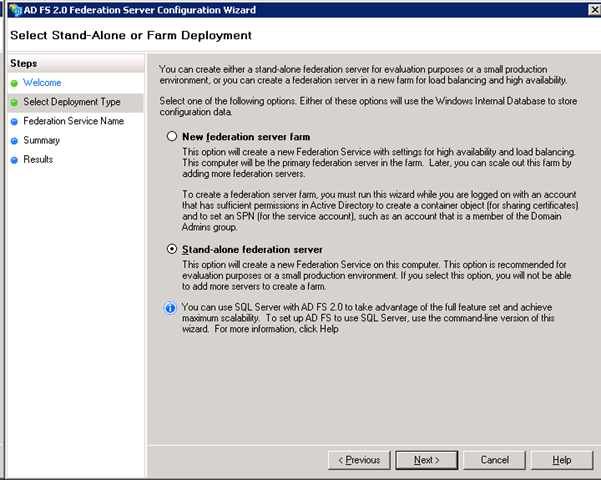 AD FS 2.0 Federation Server Configuration Wizard
Select Stand-Alone or Farm Deployment
Steps
Welcome
Select Deployment Type
Federation Service Name
Summary
Results
You can create either a stand-alone federation server for evaluation purposes or a small production
environment, or you can create a federation server in a new farm for load balancing and high availability.
Select one of the following options. Either of these options will use the Windows Internal Database to store
configuration data.
New federation server farm
This option will create a new Federation Service with settings for high availability and load balancing.
This computer will be the primary federation server in the farm. Later, you can scale out this farm by
adding more federation servers.
To create a federation server farm, you must run this wizard while you are logged on with an account
that has sufficient permissions in Active Directory to create a container object (for sharing certificates)
and to set an SPN (for the service account), such as an account that is a member of the Domain
Admins group.
Stand-alone federation server
This option will create a new Federation Service on this computer. This option is recommended for
evaluation purposes or a small production environment. If you select this option, you will not be able
to add more servers to create a farm.
You can use SQL Server with AD FS 2.0 to take advantage of the full feature set and achieve
maximum scalability. To set up AD FS to use SQL Server, use the command-line version of this
wizard. For more information, click Help
< Previous
Next >
Cancel
Help